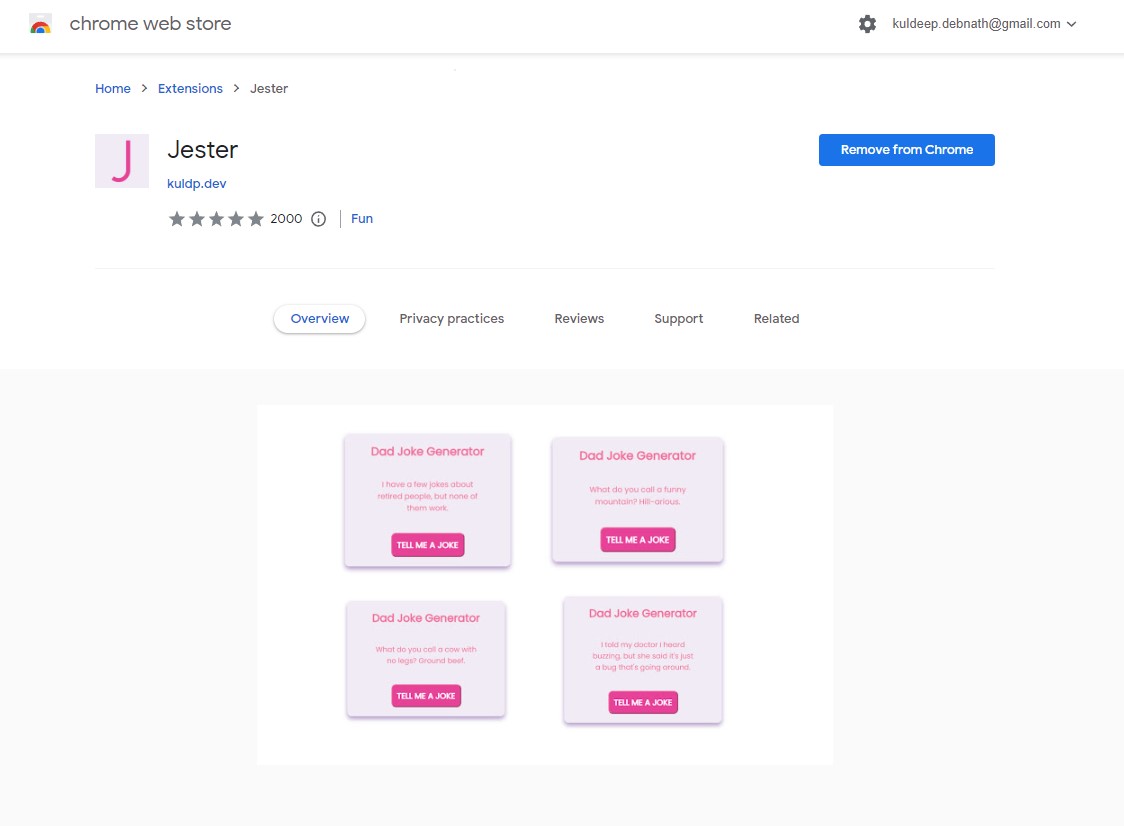 chrome web store
kuldeep.debnath@gmail.com
Home > Extensions > Jester
J
Jester
Remove from Chrome
kuldp.dev
2000 Fun
Overview Privacy practices Reviews Support Related
Dad Joke Generator
I have a few jokes about
retired people, but none of
them work.
TELL ME A JOKE
Dad Joke Generator
What do you call a funny
mountain? Hill-arious.
TELL ME A JOKE
Dad Joke Generator
What do you call a cow with
no legs? Ground beef.
TELL ME A JOKE
Dad Joke Generator
I told my doctor I heard
buzzing, but she said it's just
a bug that's going around.
TELL ME A JOKE